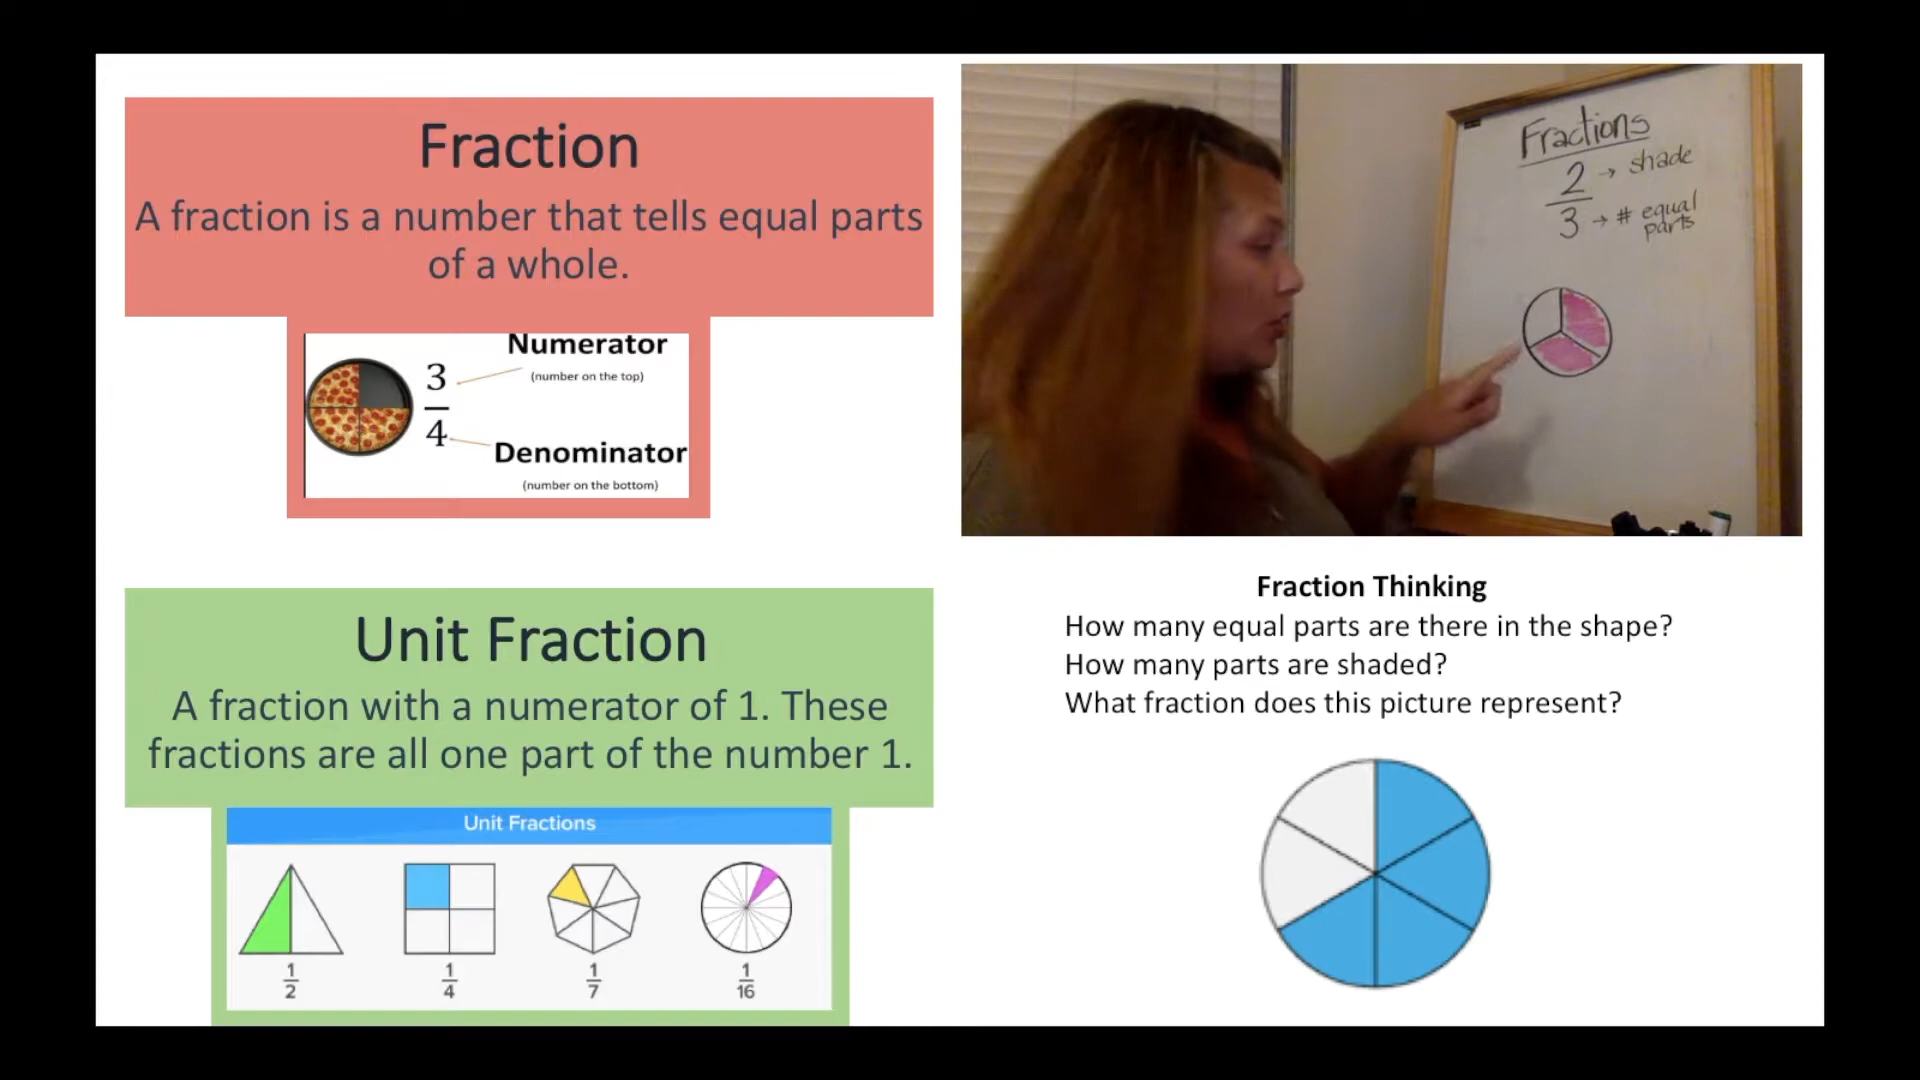 Fraction
A fraction is a number that tells equal parts
of a whole.
Numerator
(number on the top)
3
4
Denominator
(number on the bottom)
Unit Fraction
A fraction with a numerator of 1. These
fractions are all one part of the number 1.
Unit Fractions
1
2
1
4
1
7
1
16
Fractions
2 → shade
3 → # equal
parts
Fraction Thinking
How many equal parts are there in the shape?
How many parts are shaded?
What fraction does this picture represent?